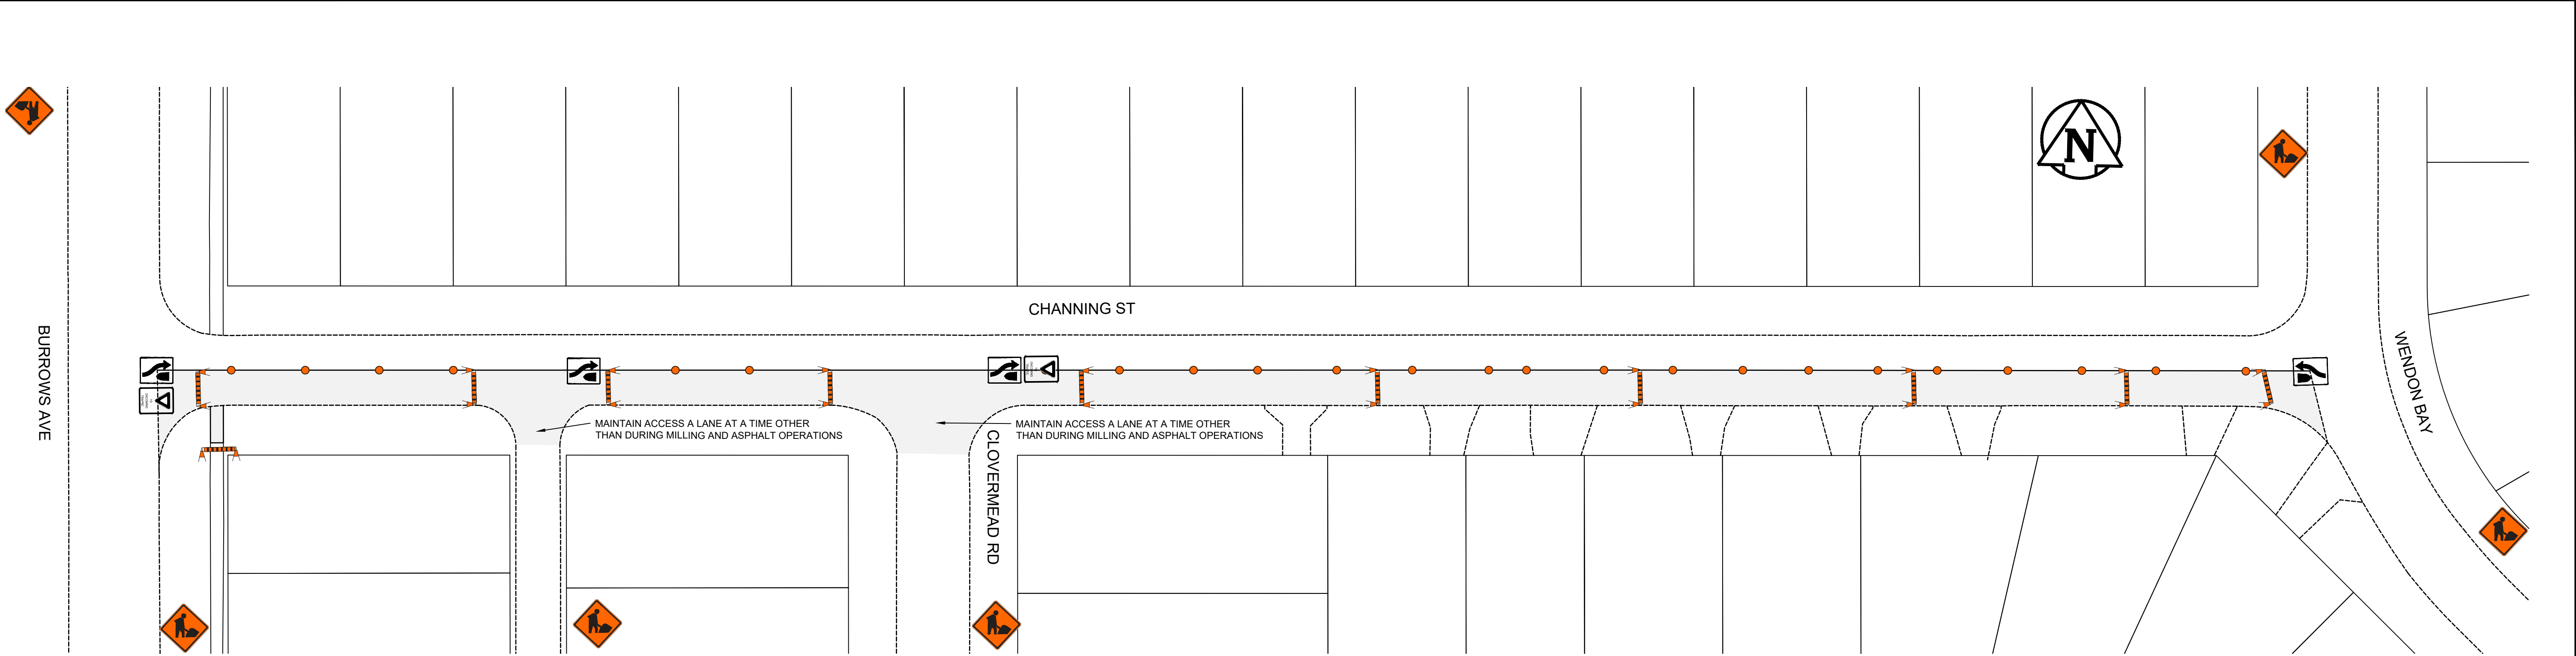 N
CHANNING ST
BURROWS AVE
WENDON BAY
MAINTAIN ACCESS A LANE AT A TIME OTHER
THAN DURING MILLING AND ASPHALT OPERATIONS
CLOVERMEAD RD
MAINTAIN ACCESS A LANE AT A TIME OTHER
THAN DURING MILLING AND ASPHALT OPERATIONS